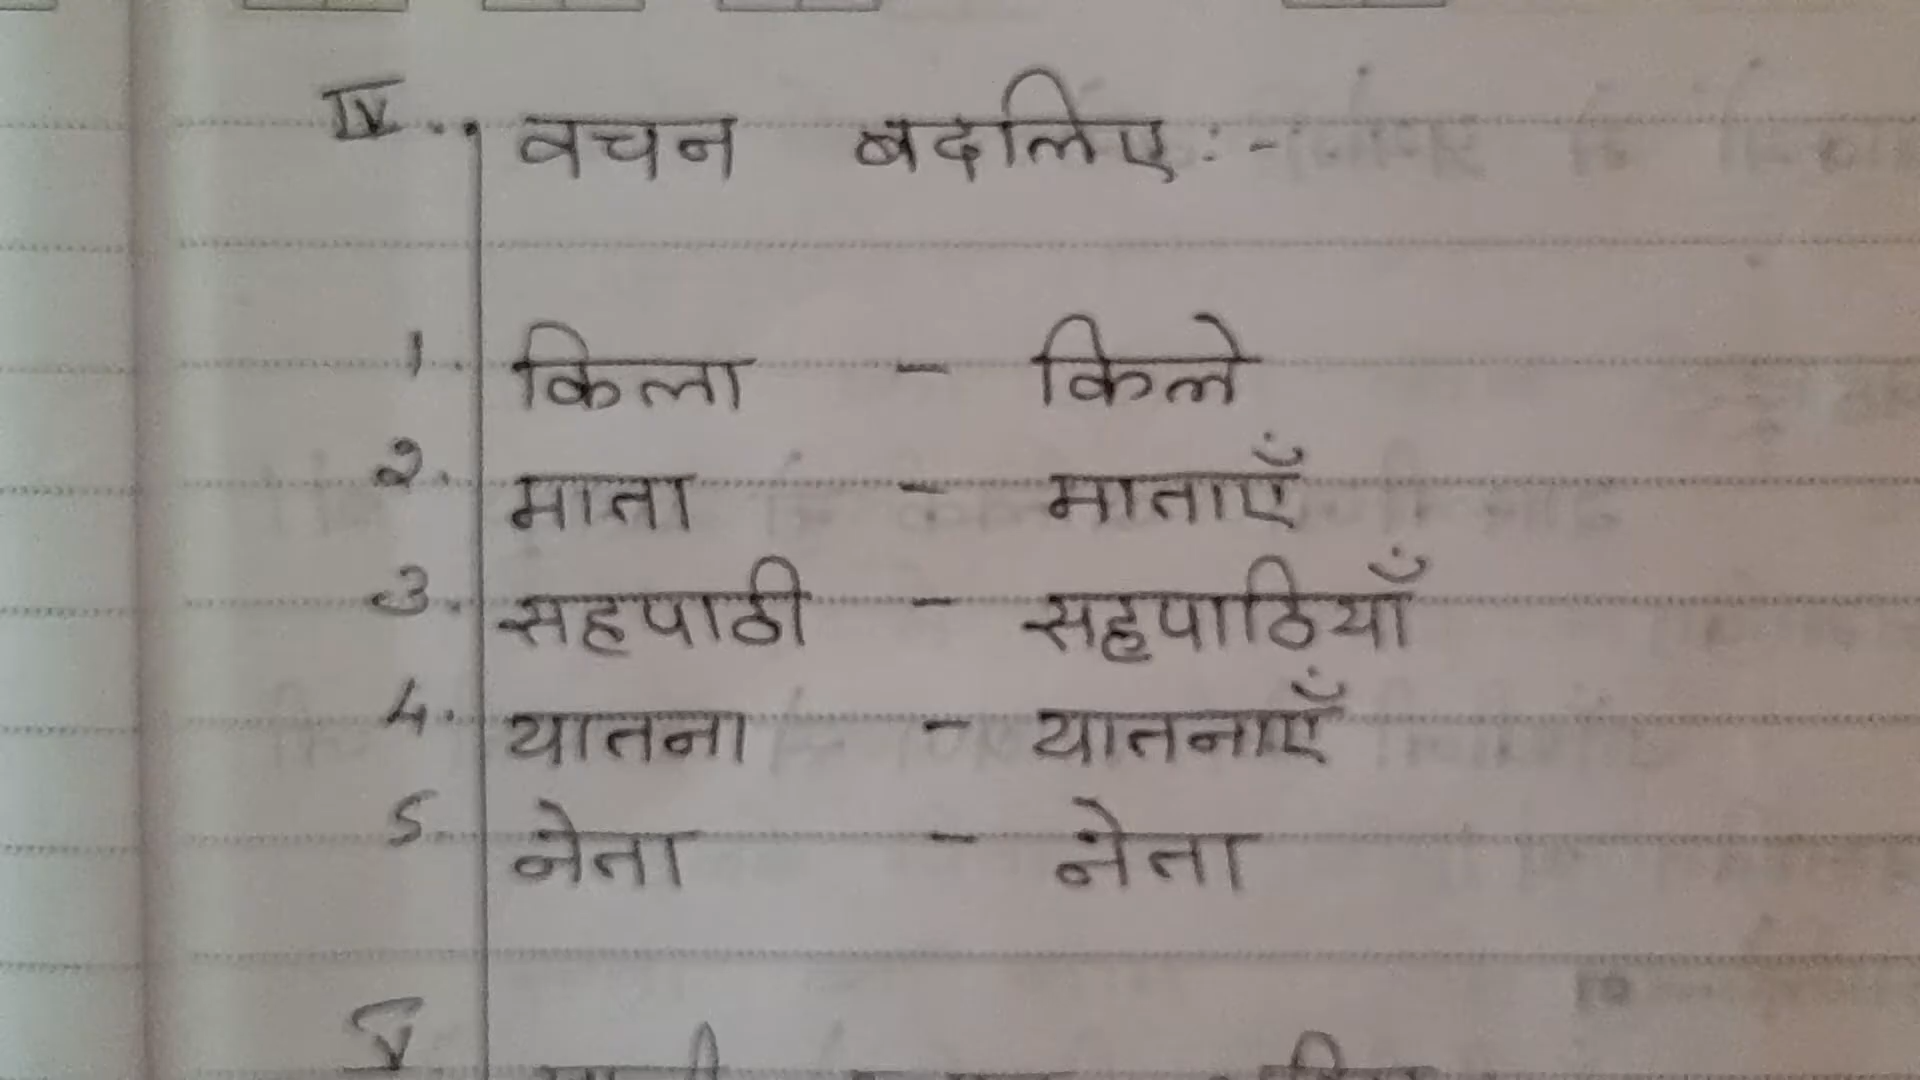 IV. वचन बदलिए :-
1. किला - किले
2. माता - माताएँ
3. सहपाठी - सहपाठियाँ
4. यातना - यातनाएँ
5. नेता - नेता
V